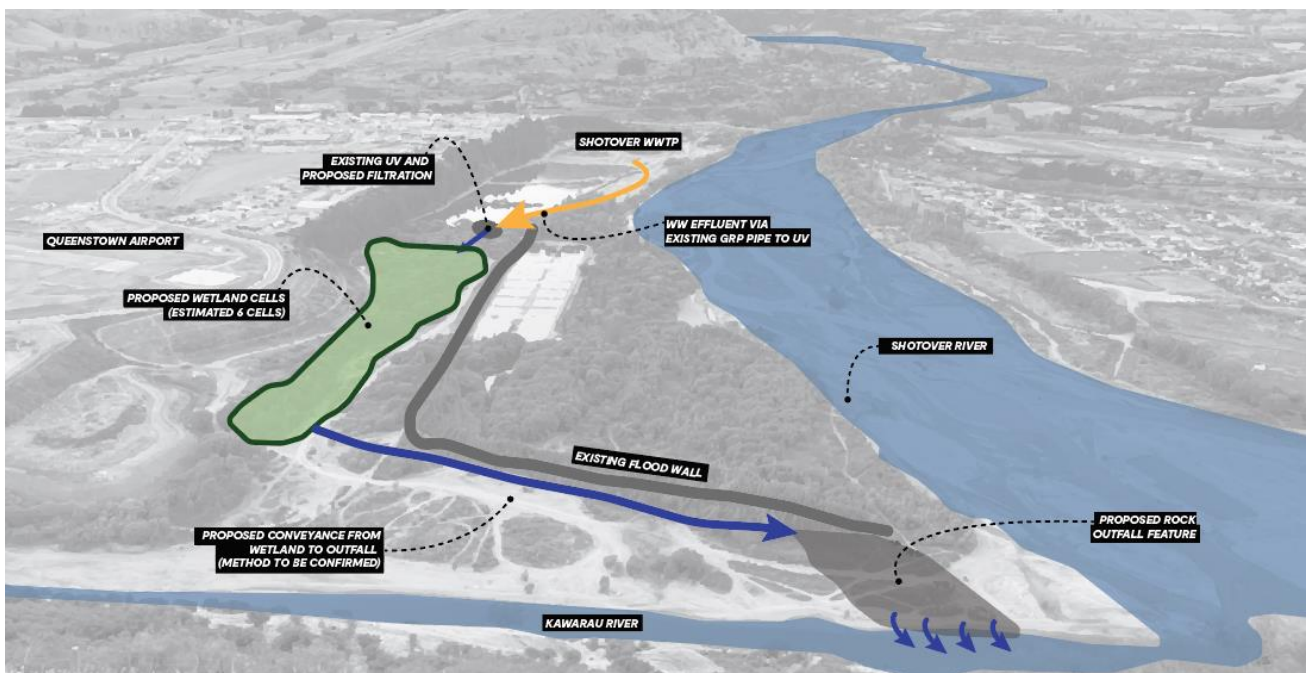 SHOTOVER WWTP
EXISTING UV AND
PROPOSED FILTRATION
WW EFFLUENT VIA
EXISTING GRP PIPE TO UV
QUEENSTOWN AIRPORT
PROPOSED WETLAND CELLS
(ESTIMATED 6 CELLS)
SHOTOVER RIVER
EXISTING FLOOD WALL
PROPOSED ROCK
OUTFALL FEATURE
PROPOSED CONVEYANCE FROM
WETLAND TO OUTFALL
(METHOD TO BE CONFIRMED)
KAWARAU RIVER